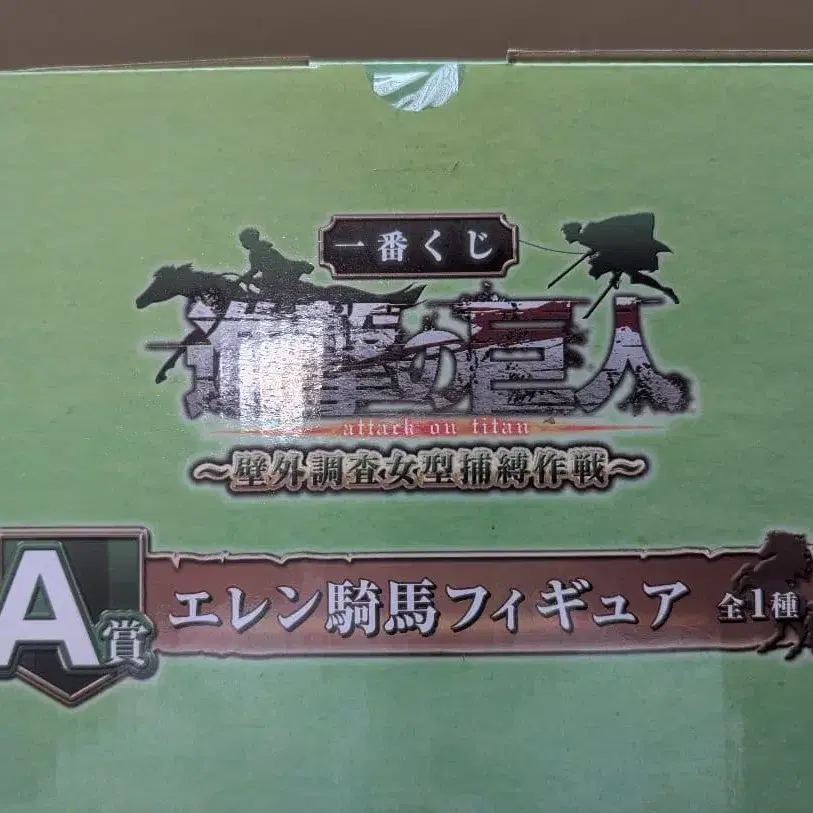 一番くじ
進撃の巨人
attack on titan
～壁外調査女型捕縛作戦～
A賞 エレン騎馬フィギュア 全1種